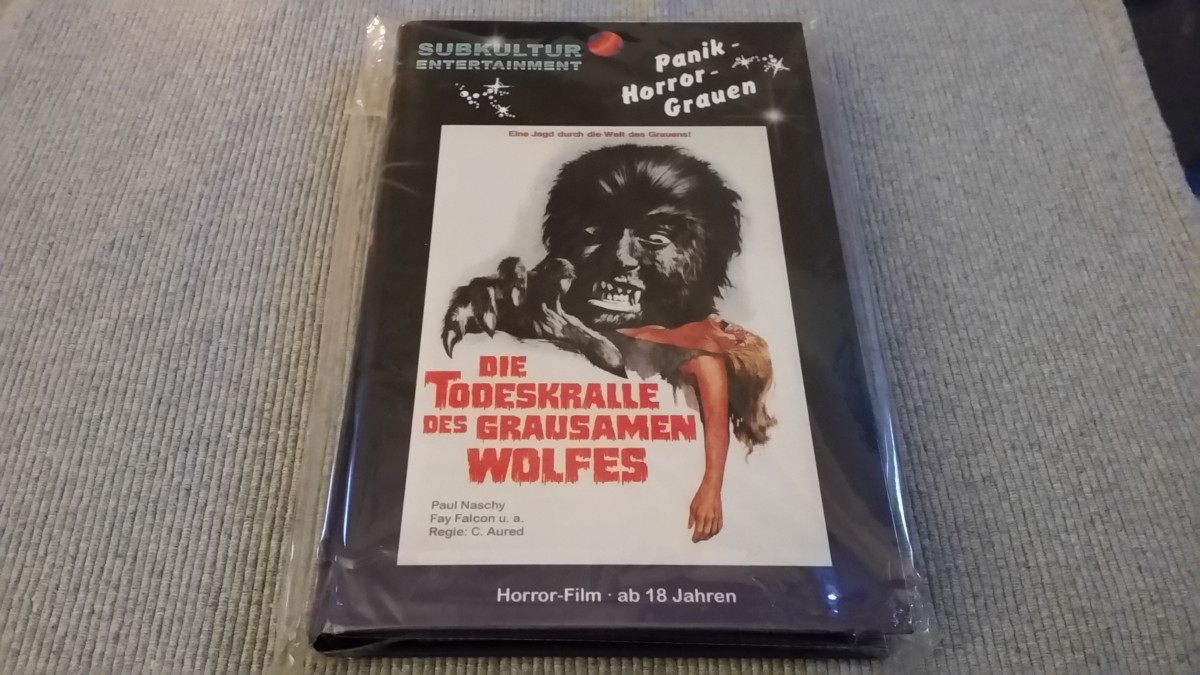 SUBKULTUR
ENTERTAINMENT
Panik -
Horror-
Grauen
Eine Jagd durch die Welt des Grauens!
DIE
TODESKRALLE
DES GRAUSAMEN
WOLFES
Paul Naschy
Fay Falcon u. a.
Regie: C. Aured
Horror-Film · ab 18 Jahren